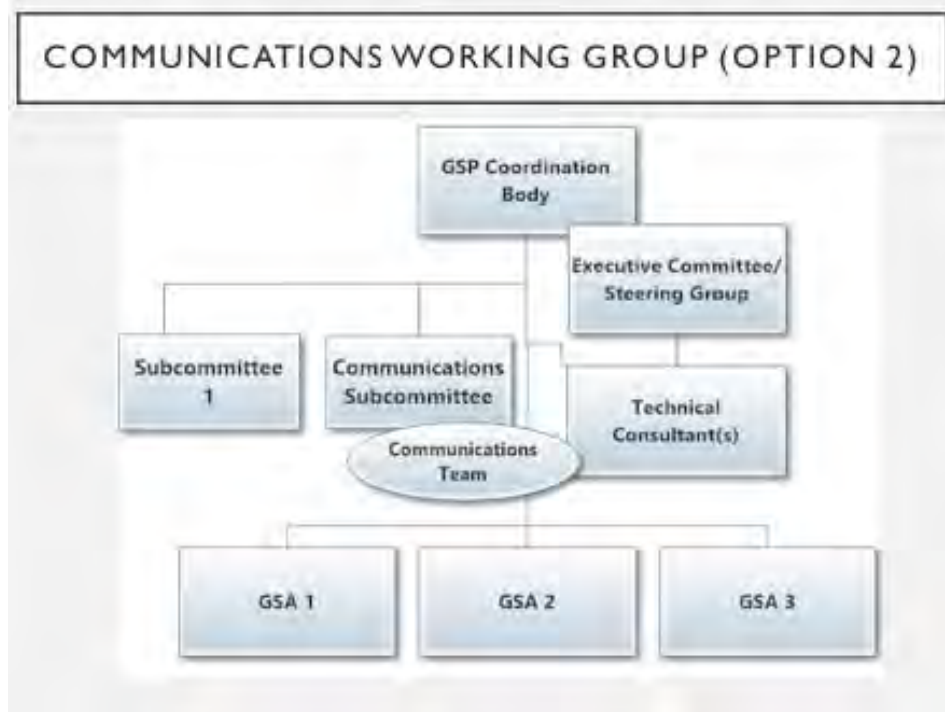 COMMUNICATIONS WORKING GROUP (OPTION 2)
GSP Coordination
Body
Executive Committee/
Steering Group
Subcommittee
1
Communications
Subcommittee
Technical
Consultant(s)
Communications
Team
GSA 1
GSA 2
GSA 3